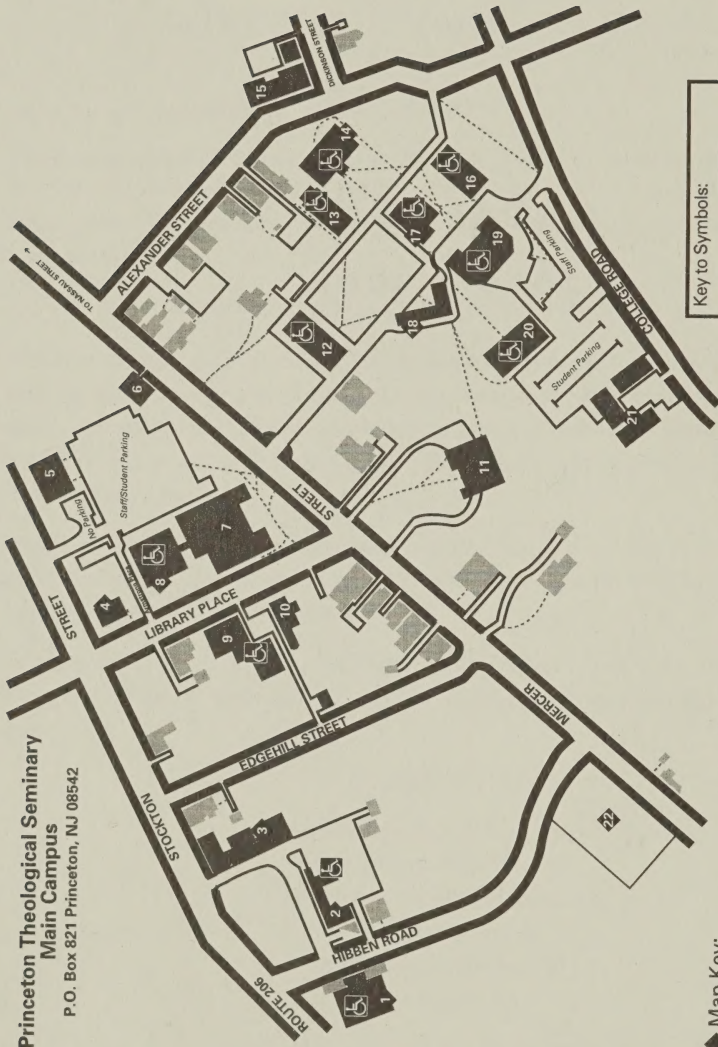 Princeton Theological Seminary
Main Campus
P.O. Box 821 Princeton, NJ 08542
ROUTE 206
STOCKTON
STREET
HIBBEN ROAD
EDGEHILL STREET
LIBRARY PLACE
MERCER
STREET
TO NASSAU STREET
ALEXANDER STREET
DICKINSON STREET
COLLEGE ROAD
No Parking
Staff/Student Parking
Staff Parking
Student Parking
1
2
3
4
5
6
7
8
9
10
11
12
13
14
15
16
17
18
19
20
21
22
Map Key:
Key to Symbols: